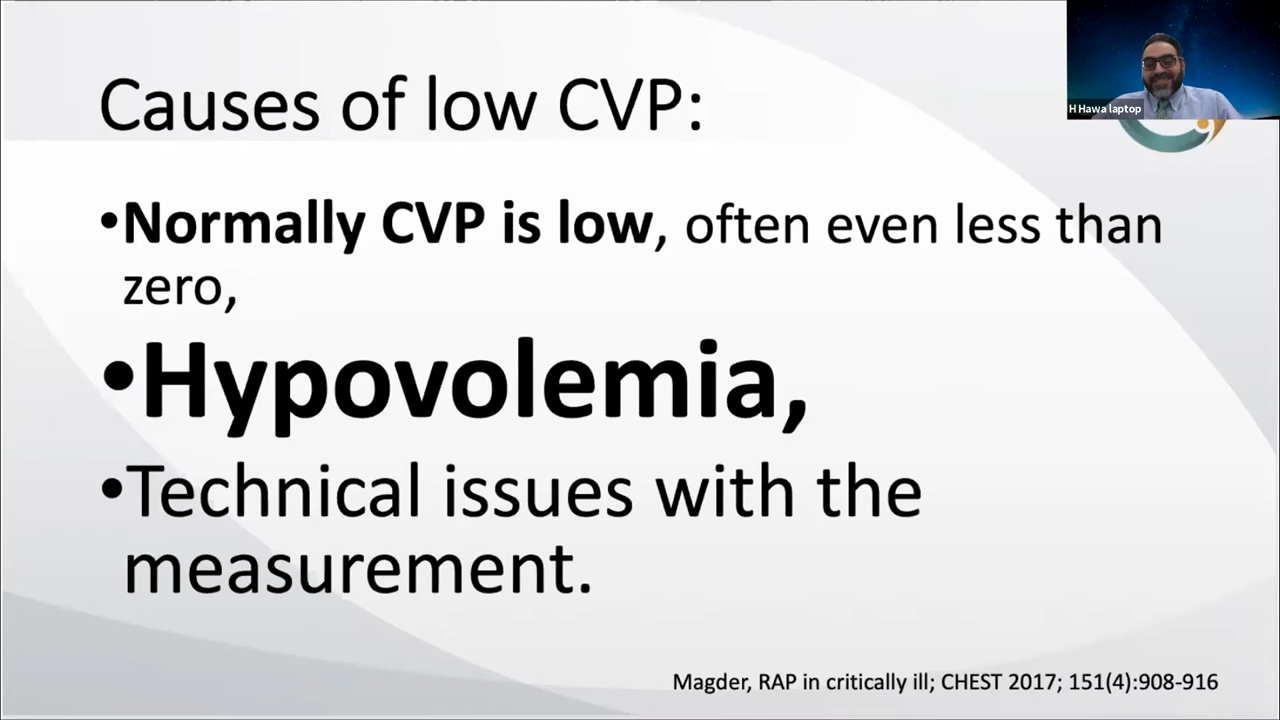 Causes of low CVP:
•Normally CVP is low, often even less than
zero,
•Hypovolemia,
•Technical issues with the
measurement.
Magder, RAP in critically ill; CHEST 2017; 151(4):908-916
H Hawa laptop